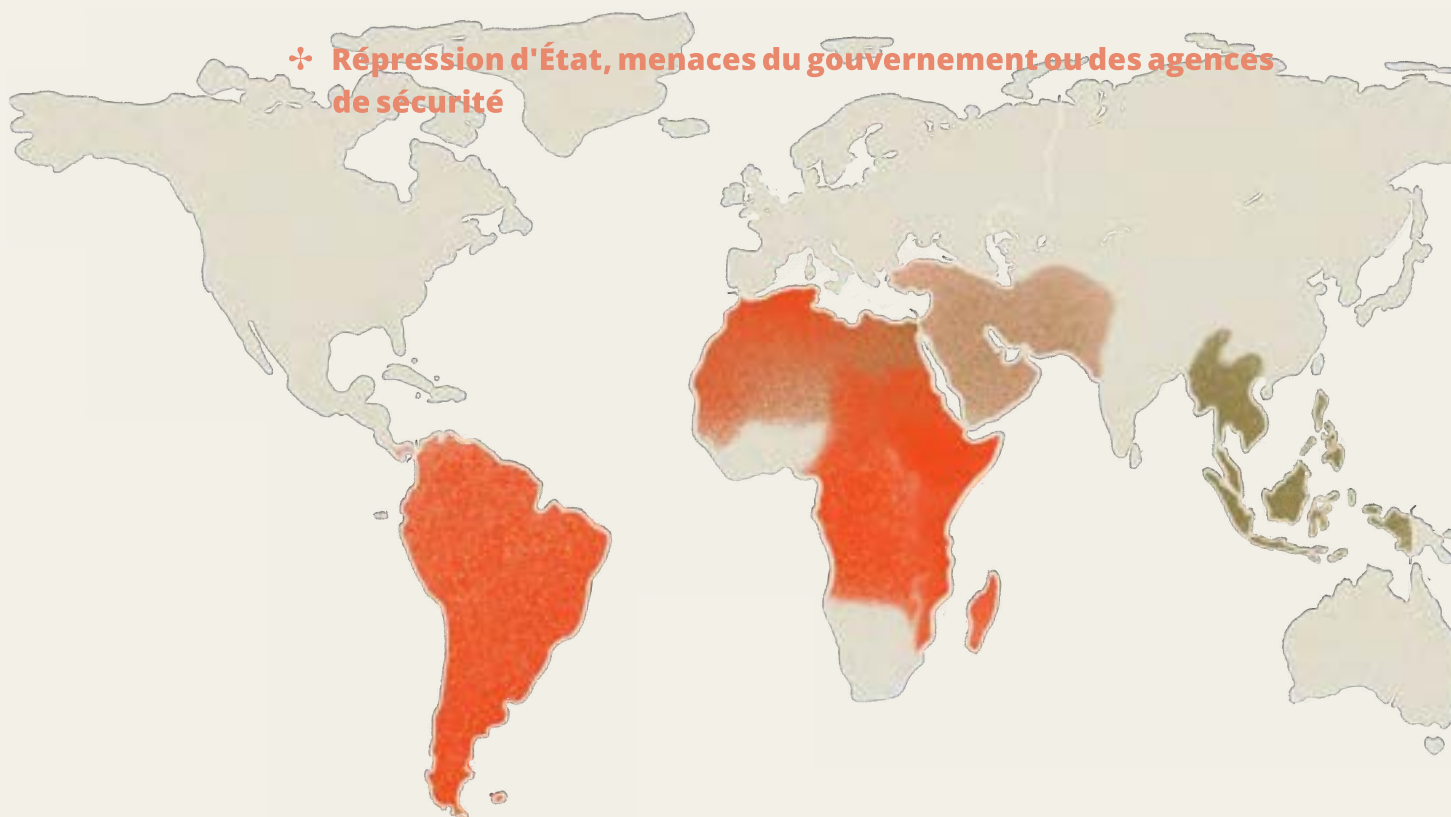 ✢ Répression d'État, menaces du gouvernement ou des agences
de sécurité